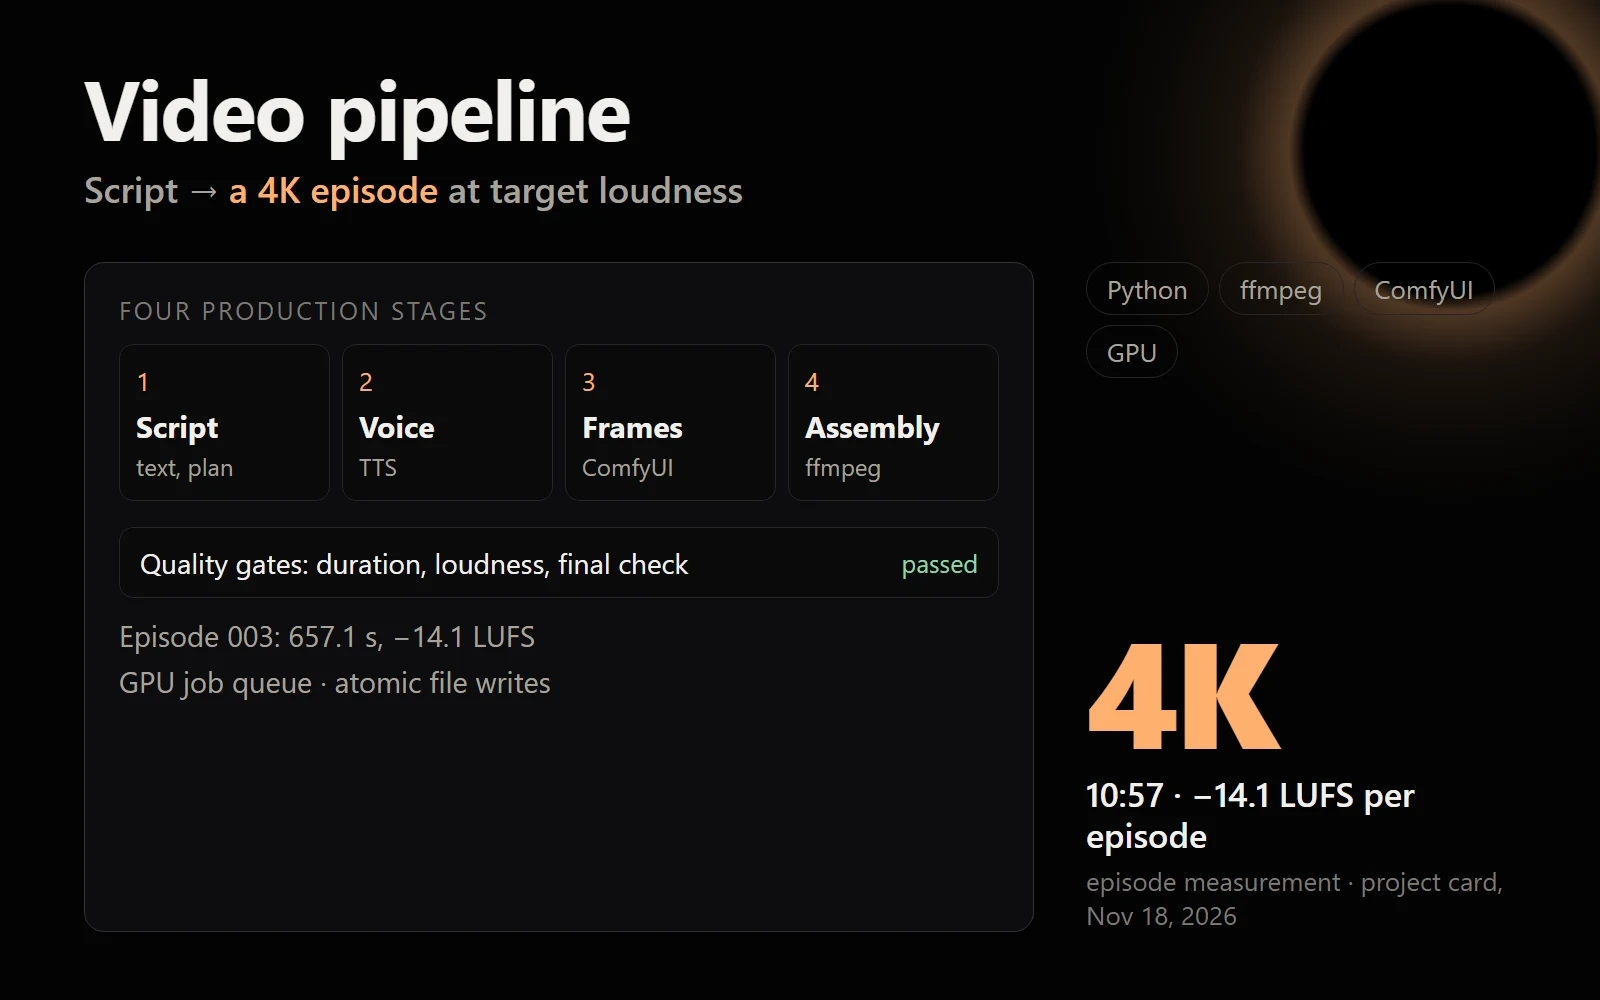 Video pipeline
Script → a 4K episode at target loudness
FOUR PRODUCTION STAGES
1
Script
text, plan
2
Voice
TTS
3
Frames
ComfyUI
4
Assembly
ffmpeg
Quality gates: duration, loudness, final check passed
Episode 003: 657.1 s, −14.1 LUFS
GPU job queue · atomic file writes
Python ffmpeg ComfyUI
GPU
4K
10:57 · −14.1 LUFS per
episode
episode measurement · project card,
Nov 18, 2026